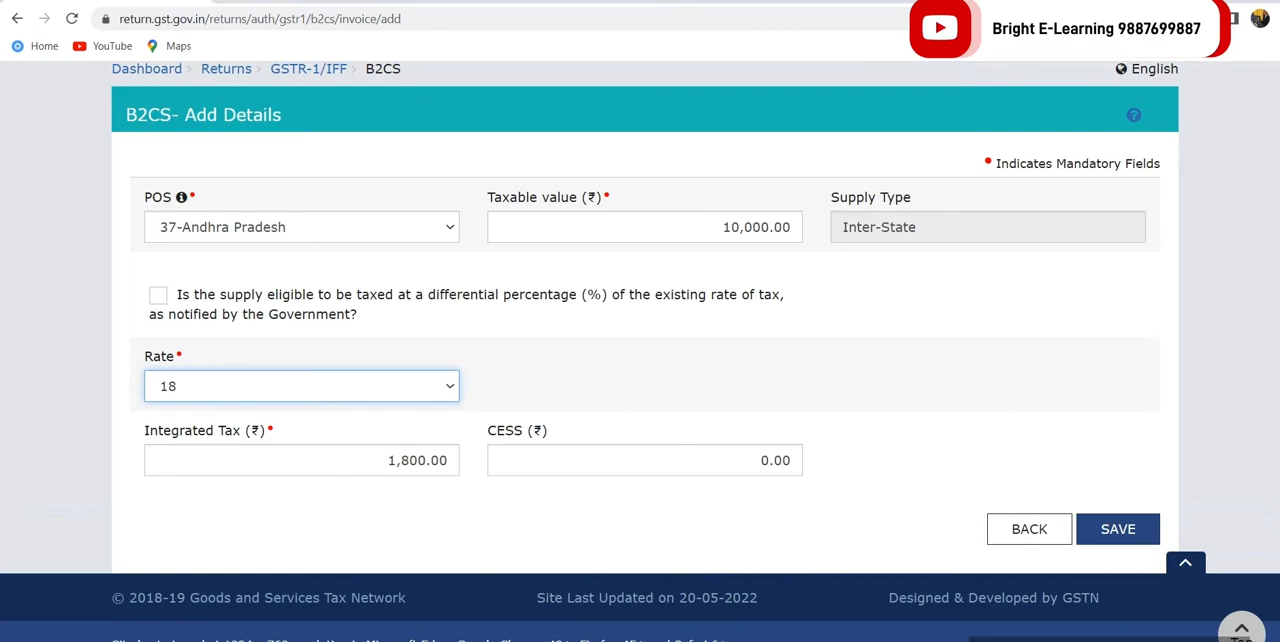 return.gst.gov.in/returns/auth/gstr1/b2cs/invoice/add
Bright E-Learning 9887699887
Home YouTube Maps
Dashboard > Returns > GSTR-1/IFF > B2CS English
B2CS- Add Details
• Indicates Mandatory Fields
POS • Taxable value (₹) • Supply Type
37-Andhra Pradesh 10,000.00 Inter-State
Is the supply eligible to be taxed at a differential percentage (%) of the existing rate of tax,
as notified by the Government?
Rate •
18
Integrated Tax (₹) • CESS (₹)
1,800.00 0.00
BACK SAVE
© 2018-19 Goods and Services Tax Network Site Last Updated on 20-05-2022 Designed & Developed by GSTN